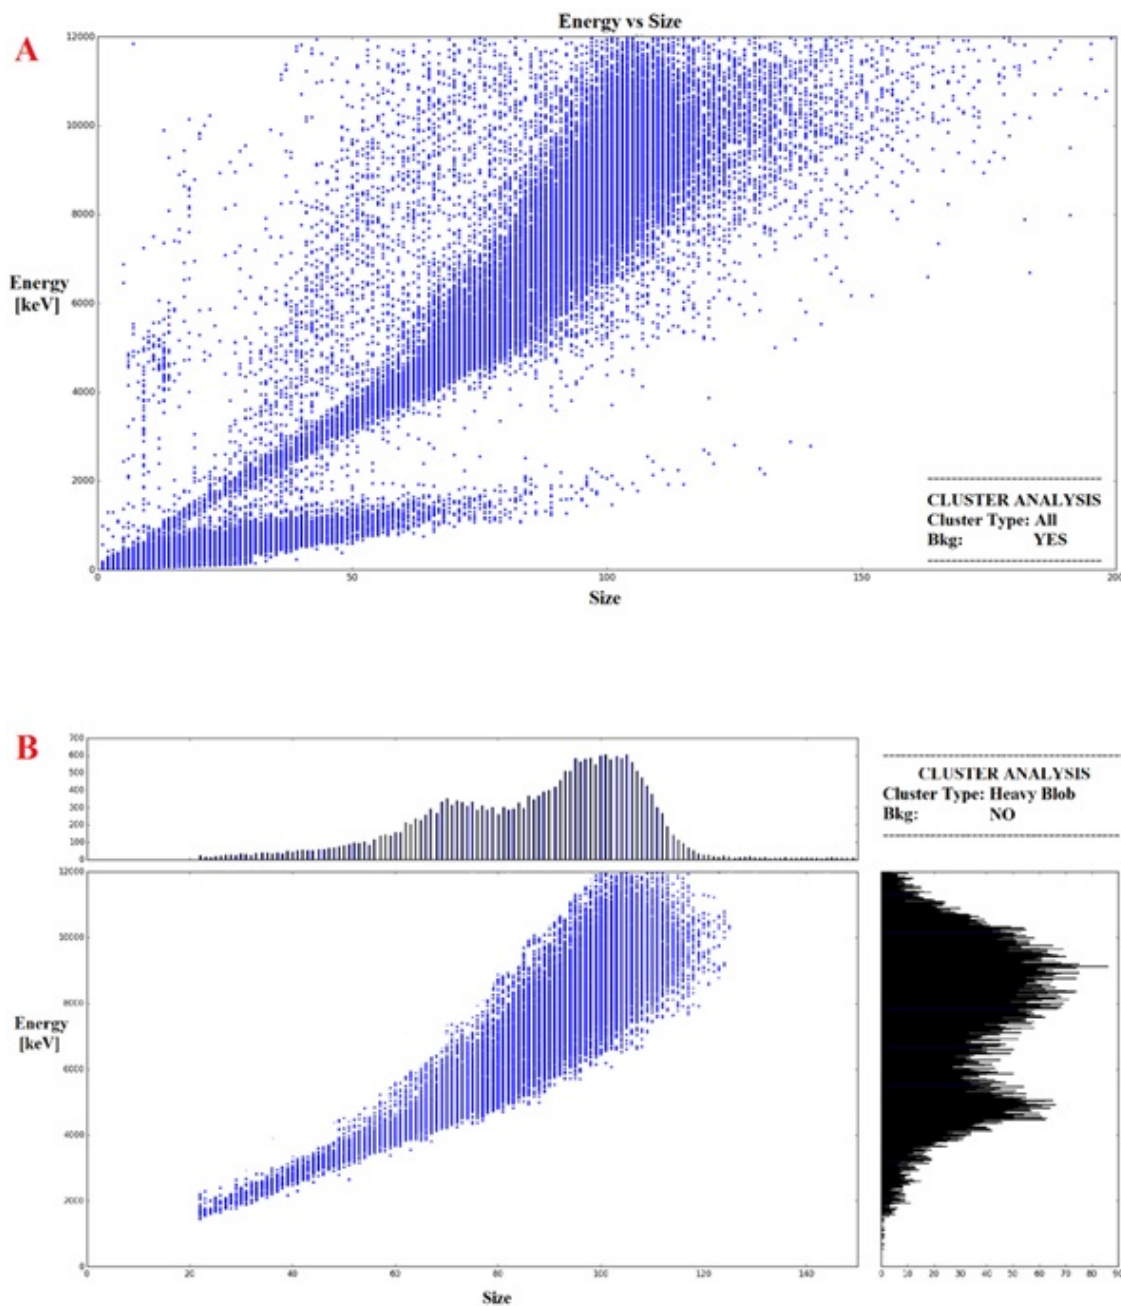 Energy vs Size
A
12000
10000
8000
Energy
[keV]
6000
4000
2000
0
--------------------
CLUSTER ANALYSIS
Cluster Type: All
Bkg: YES
--------------------
0 50 100 150 200
Size
B
700
600
500
400
300
200
100
0
--------------------
CLUSTER ANALYSIS
Cluster Type: Heavy Blob
Bkg: NO
--------------------
12000
10000
8000
Energy
[keV]
6000
4000
2000
0
0 20 40 60 80 100 120 140
Size
0 10 20 30 40 50 60 70 80 90